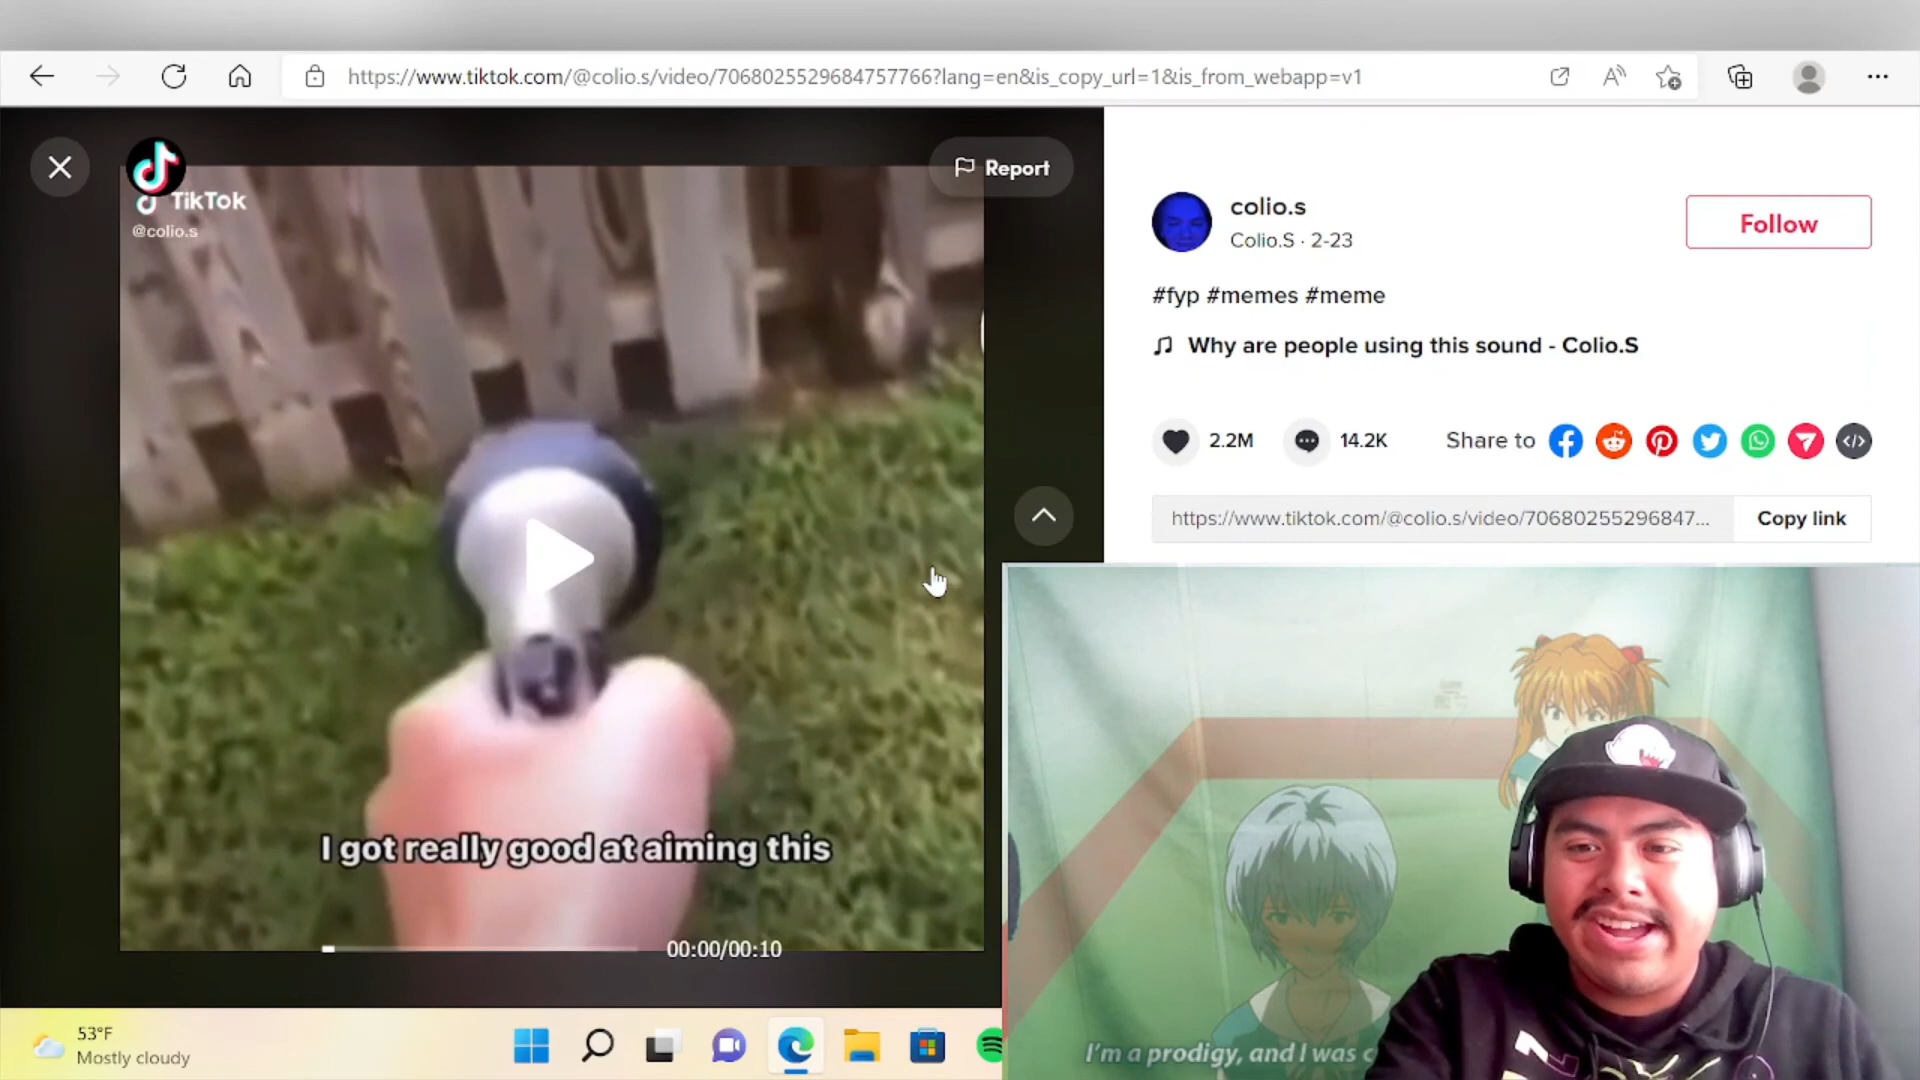 https://www.tiktok.com/@colio.s/video/7068025529684757766?lang=en&is_copy_url=1&is_from_webapp=v1
TikTok
@colio.s
Report
colio.s
Colio.S · 2-23
Follow
#fyp #memes #meme
Why are people using this sound - Colio.S
2.2M
14.2K
Share to
https://www.tiktok.com/@colio.s/video/70680255296847...
Copy link
I got really good at aiming this
00:00/00:10
I'm a prodigy, and I was c
53°F
Mostly cloudy